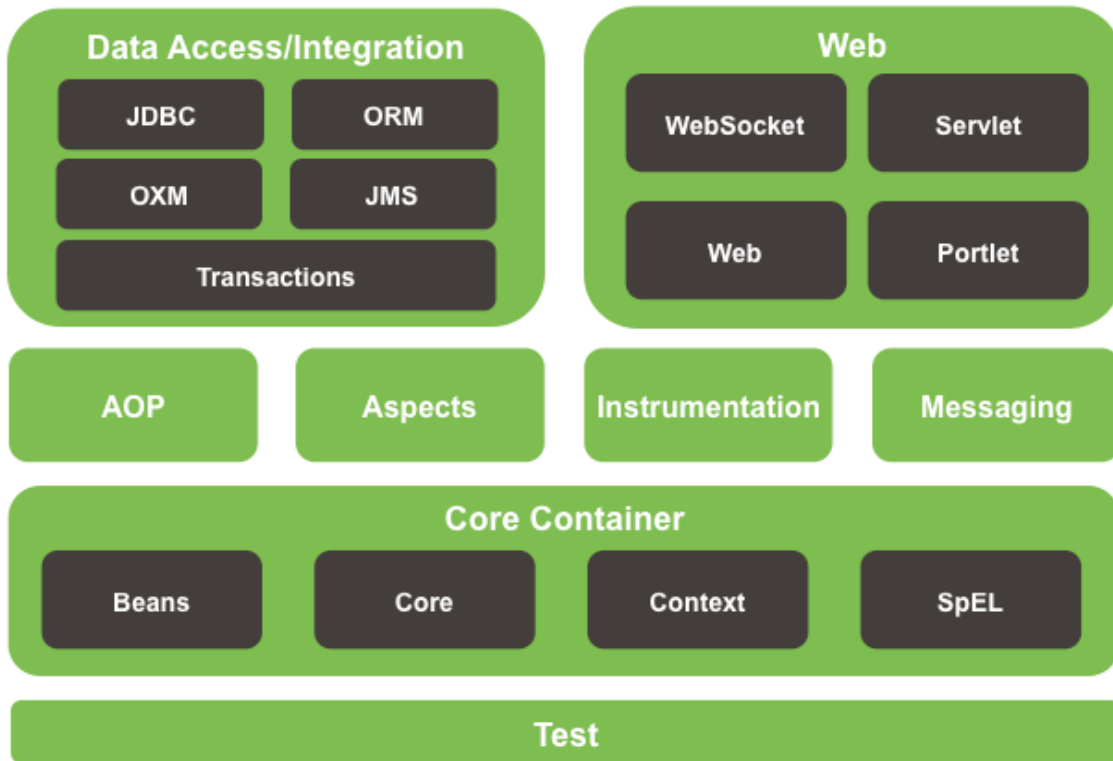 Data Access/Integration
JDBC
ORM
OXM
JMS
Transactions
Web
WebSocket
Servlet
Web
Portlet
AOP
Aspects
Instrumentation
Messaging
Core Container
Beans
Core
Context
SpEL
Test